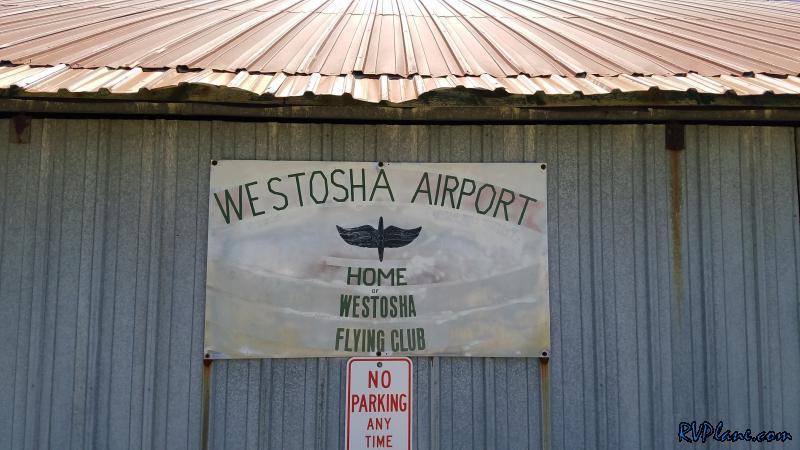 WESTOSHA AIRPORT
HOME
OF
WESTOSHA
FLYING CLUB
NO
PARKING
ANY
TIME
RVPlane.com